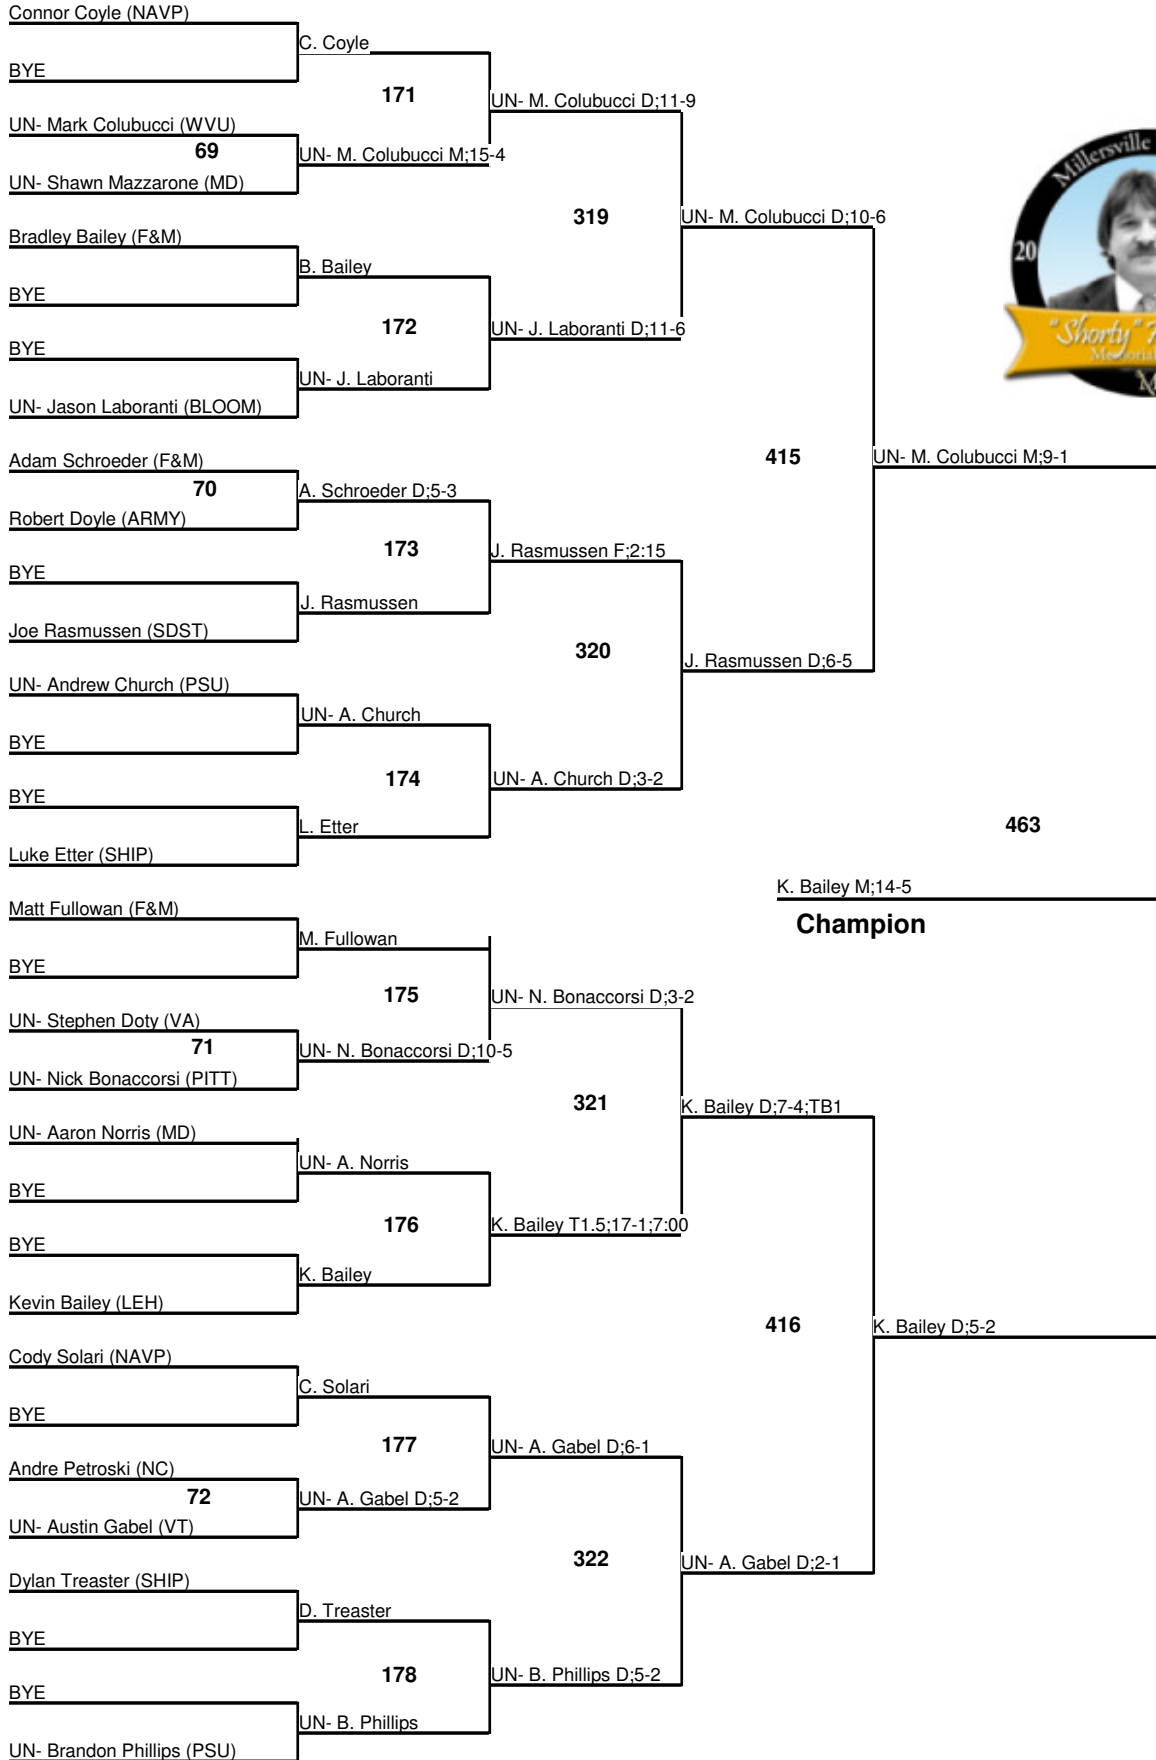 Connor Coyle (NAVP)
C. Coyle
BYE
171
UN- M. Colubucci D;11-9
UN- Mark Colubucci (WVU)
69
UN- M. Colubucci M;15-4
UN- Shawn Mazzarone (MD)
Millersville
20
319
UN- M. Colubucci D;10-6
Bradley Bailey (F&M)
B. Bailey
BYE
172
UN- J. Laboranti D;11-6
"Shorty"
Memorial
BYE
UN- J. Laboranti
UN- Jason Laboranti (BLOOM)
415
UN- M. Colubucci M;9-1
Adam Schroeder (F&M)
70
A. Schroeder D;5-3
Robert Doyle (ARMY)
173
J. Rasmussen F;2:15
BYE
J. Rasmussen
Joe Rasmussen (SDST)
320
J. Rasmussen D;6-5
UN- Andrew Church (PSU)
UN- A. Church
BYE
174
UN- A. Church D;3-2
BYE
L. Etter
Luke Etter (SHIP)
463
K. Bailey M;14-5
Champion
Matt Fullowan (F&M)
M. Fullowan
BYE
175
UN- N. Bonaccorsi D;3-2
UN- Stephen Doty (VA)
71
UN- N. Bonaccorsi D;10-5
UN- Nick Bonaccorsi (PITT)
321
K. Bailey D;7-4;TB1
UN- Aaron Norris (MD)
UN- A. Norris
BYE
176
K. Bailey T1.5;17-1;7:00
BYE
K. Bailey
Kevin Bailey (LEH)
416
K. Bailey D;5-2
Cody Solari (NAVP)
C. Solari
BYE
177
UN- A. Gabel D;6-1
Andre Petroski (NC)
72
UN- A. Gabel D;5-2
UN- Austin Gabel (VT)
322
UN- A. Gabel D;2-1
Dylan Treaster (SHIP)
D. Treaster
BYE
178
UN- B. Phillips D;5-2
BYE
UN- B. Phillips
UN- Brandon Phillips (PSU)